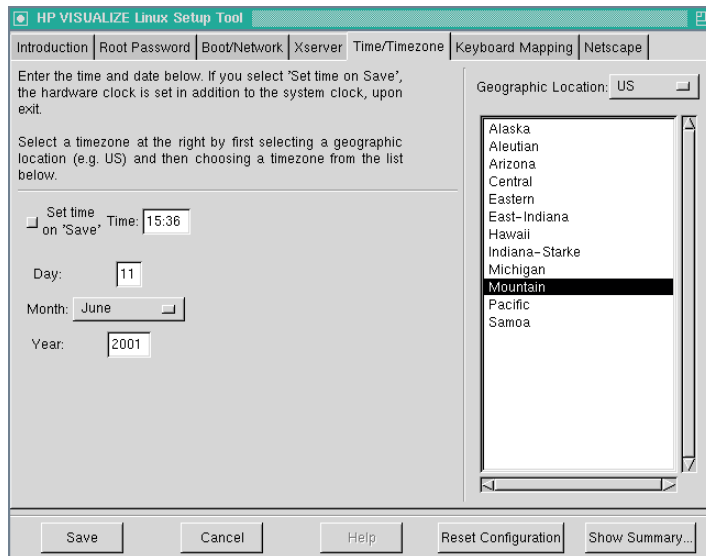 HP VISUALIZE Linux Setup Tool
Introduction
Root Password
Boot/Network
Xserver
Time/Timezone
Keyboard Mapping
Netscape
Enter the time and date below. If you select 'Set time on Save',
the hardware clock is set in addition to the system clock, upon
exit.
Select a timezone at the right by first selecting a geographic
location (e.g. US) and then choosing a timezone from the list
below.
Set time
on 'Save'
Time: 15:36
Day: 11
Month: June
Year: 2001
Geographic Location: US
Alaska
Aleutian
Arizona
Central
Eastern
East-Indiana
Hawaii
Indiana-Starke
Michigan
Mountain
Pacific
Samoa
Save
Cancel
Help
Reset Configuration
Show Summary...